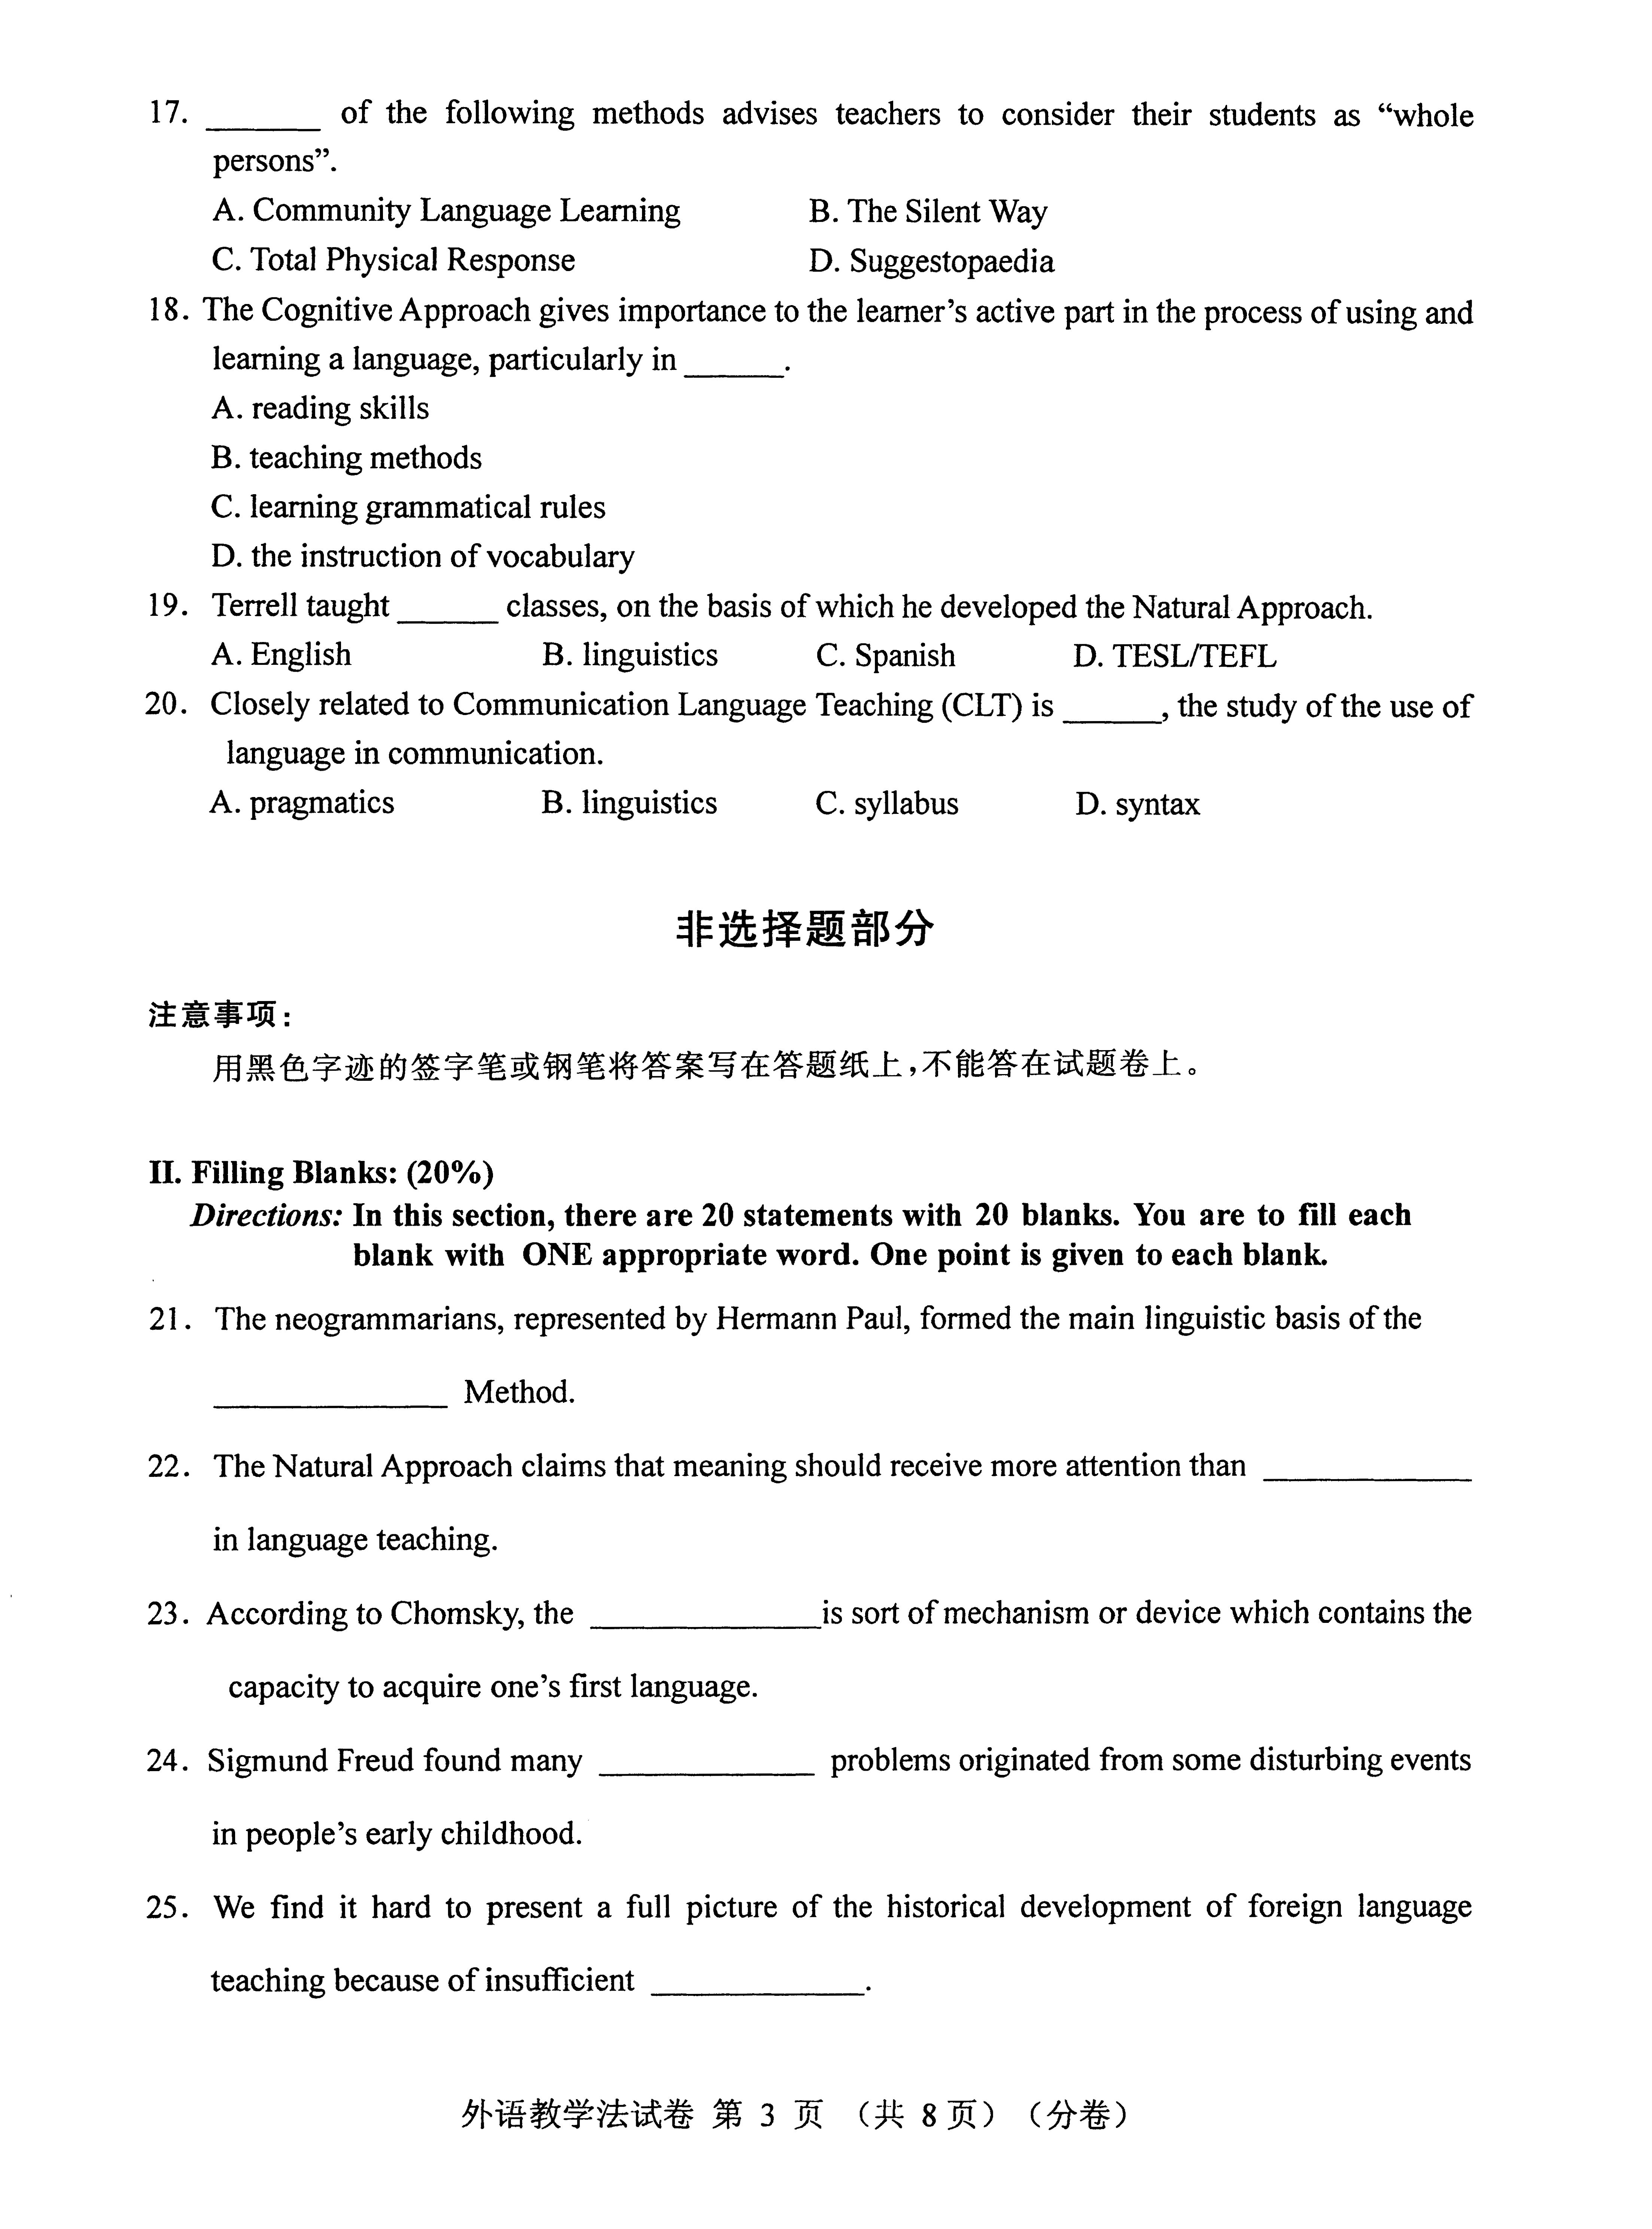 17. _______ of the following methods advises teachers to consider their students as “whole
persons”.
A. Community Language Learning B. The Silent Way
C. Total Physical Response D. Suggestopaedia
18. The Cognitive Approach gives importance to the learner’s active part in the process of using and
learning a language, particularly in ______.
A. reading skills
B. teaching methods
C. learning grammatical rules
D. the instruction of vocabulary
19. Terrell taught ______ classes, on the basis of which he developed the Natural Approach.
A. English B. linguistics C. Spanish D. TESL/TEFL
20. Closely related to Communication Language Teaching (CLT) is ______, the study of the use of
language in communication.
A. pragmatics B. linguistics C. syllabus D. syntax
非选择题部分
注意事项:
用黑色字迹的签字笔或钢笔将答案写在答题纸上,不能答在试题卷上。
II. Filling Blanks: (20%)
Directions: In this section, there are 20 statements with 20 blanks. You are to fill each
blank with ONE appropriate word. One point is given to each blank.
21. The neogrammarians, represented by Hermann Paul, formed the main linguistic basis of the
______________ Method.
22. The Natural Approach claims that meaning should receive more attention than ____________
in language teaching.
23. According to Chomsky, the ______________is sort of mechanism or device which contains the
capacity to acquire one’s first language.
24. Sigmund Freud found many _____________ problems originated from some disturbing events
in people’s early childhood.
25. We find it hard to present a full picture of the historical development of foreign language
teaching because of insufficient _____________.
外语教学法试卷 第 3 页 (共 8 页) (分卷)